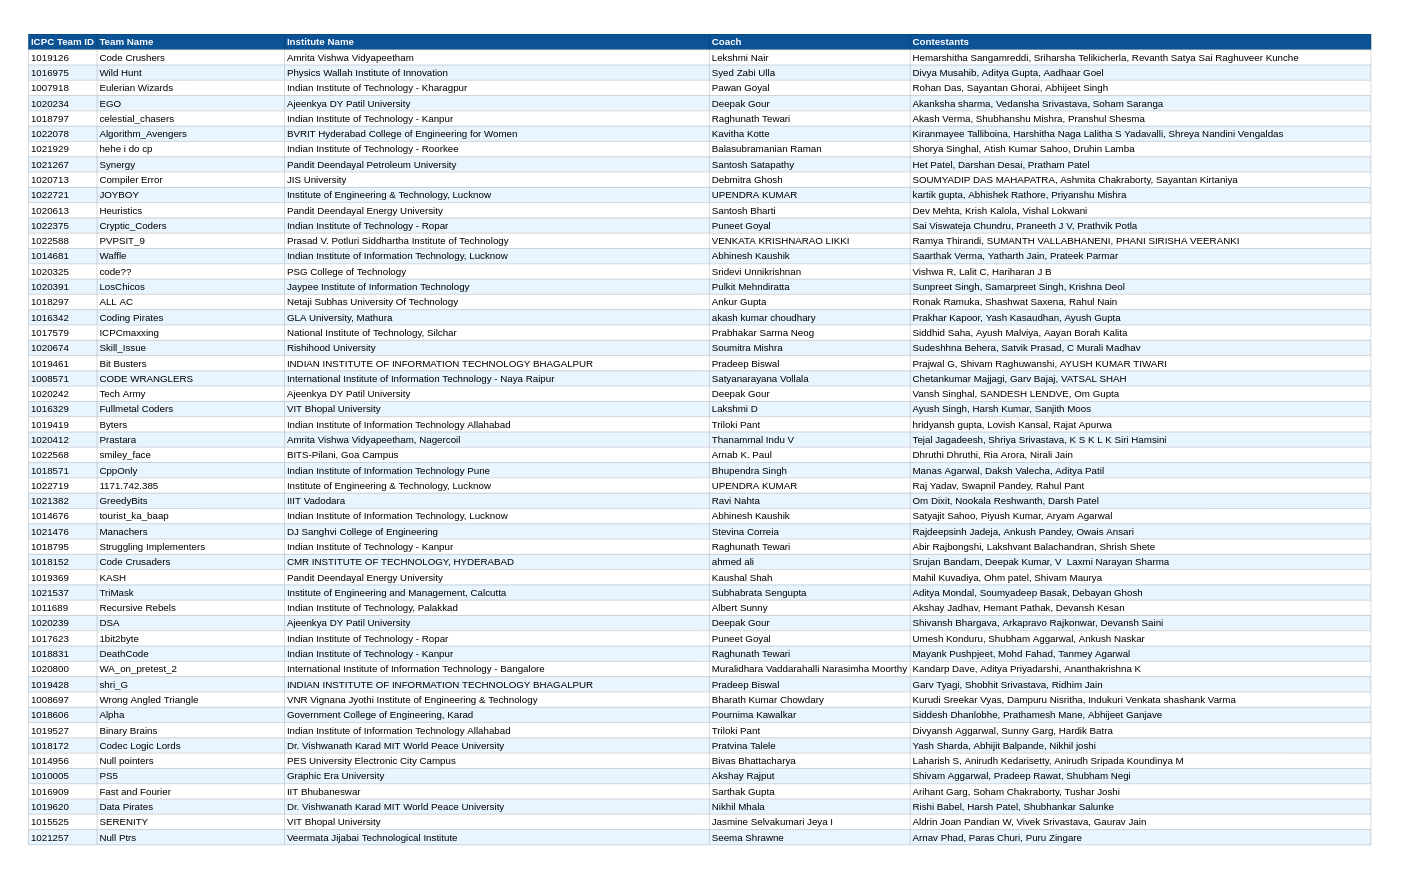 ICPC Team ID Team Name Institute Name Coach Contestants
1019126 Code Crushers Amrita Vishwa Vidyapeetham Lekshmi Nair Hemarshitha Sangamreddi, Sriharsha Telikicherla, Revanth Satya Sai Raghuveer Kunche
1016975 Wild Hunt Physics Wallah Institute of Innovation Syed Zabi Ulla Divya Musahib, Aditya Gupta, Aadhaar Goel
1007918 Eulerian Wizards Indian Institute of Technology - Kharagpur Pawan Goyal Rohan Das, Sayantan Ghorai, Abhijeet Singh
1020234 EGO Ajeenkya DY Patil University Deepak Gour Akanksha sharma, Vedansha Srivastava, Soham Saranga
1018797 celestial_chasers Indian Institute of Technology - Kanpur Raghunath Tewari Akash Verma, Shubhanshu Mishra, Pranshul Shesma
1022078 Algorithm_Avengers BVRIT Hyderabad College of Engineering for Women Kavitha Kotte Kiranmayee Talliboina, Harshitha Naga Lalitha S Yadavalli, Shreya Nandini Vengaldas
1021929 hehe i do cp Indian Institute of Technology - Roorkee Balasubramanian Raman Shorya Singhal, Atish Kumar Sahoo, Druhin Lamba
1021267 Synergy Pandit Deendayal Petroleum University Santosh Satapathy Het Patel, Darshan Desai, Pratham Patel
1020713 Compiler Error JIS University Debmitra Ghosh SOUMYADIP DAS MAHAPATRA, Ashmita Chakraborty, Sayantan Kirtaniya
1022721 JOYBOY Institute of Engineering & Technology, Lucknow UPENDRA KUMAR kartik gupta, Abhishek Rathore, Priyanshu Mishra
1020613 Heuristics Pandit Deendayal Energy University Santosh Bharti Dev Mehta, Krish Kalola, Vishal Lokwani
1022375 Cryptic_Coders Indian Institute of Technology - Ropar Puneet Goyal Sai Viswateja Chundru, Praneeth J V, Prathvik Potla
1022588 PVPSIT_9 Prasad V. Potluri Siddhartha Institute of Technology VENKATA KRISHNARAO LIKKI Ramya Thirandi, SUMANTH VALLABHANENI, PHANI SIRISHA VEERANKI
1014681 Waffle Indian Institute of Information Technology, Lucknow Abhinesh Kaushik Saarthak Verma, Yatharth Jain, Prateek Parmar
1020325 code?? PSG College of Technology Sridevi Unnikrishnan Vishwa R, Lalit C, Hariharan J B
1020391 LosChicos Jaypee Institute of Information Technology Pulkit Mehndiratta Sunpreet Singh, Samarpreet Singh, Krishna Deol
1018297 ALL AC Netaji Subhas University Of Technology Ankur Gupta Ronak Ramuka, Shashwat Saxena, Rahul Nain
1016342 Coding Pirates GLA University, Mathura akash kumar choudhary Prakhar Kapoor, Yash Kasaudhan, Ayush Gupta
1017579 ICPCmaxxing National Institute of Technology, Silchar Prabhakar Sarma Neog Siddhid Saha, Ayush Malviya, Aayan Borah Kalita
1020674 Skill_Issue Rishihood University Soumitra Mishra Sudeshhna Behera, Satvik Prasad, C Murali Madhav
1019461 Bit Busters INDIAN INSTITUTE OF INFORMATION TECHNOLOGY BHAGALPUR Pradeep Biswal Prajwal G, Shivam Raghuwanshi, AYUSH KUMAR TIWARI
1008571 CODE WRANGLERS International Institute of Information Technology - Naya Raipur Satyanarayana Vollala Chetankumar Majjagi, Garv Bajaj, VATSAL SHAH
1020242 Tech Army Ajeenkya DY Patil University Deepak Gour Vansh Singhal, SANDESH LENDVE, Om Gupta
1016329 Fullmetal Coders VIT Bhopal University Lakshmi D Ayush Singh, Harsh Kumar, Sanjith Moos
1019419 Byters Indian Institute of Information Technology Allahabad Triloki Pant hridyansh gupta, Lovish Kansal, Rajat Apurwa
1020412 Prastara Amrita Vishwa Vidyapeetham, Nagercoil Thanammal Indu V Tejal Jagadeesh, Shriya Srivastava, K S K L K Siri Hamsini
1022568 smiley_face BITS-Pilani, Goa Campus Arnab K. Paul Dhruthi Dhruthi, Ria Arora, Nirali Jain
1018571 CppOnly Indian Institute of Information Technology Pune Bhupendra Singh Manas Agarwal, Daksh Valecha, Aditya Patil
1022719 1171.742.385 Institute of Engineering & Technology, Lucknow UPENDRA KUMAR Raj Yadav, Swapnil Pandey, Rahul Pant
1021382 GreedyBits IIIT Vadodara Ravi Nahta Om Dixit, Nookala Reshwanth, Darsh Patel
1014676 tourist_ka_baap Indian Institute of Information Technology, Lucknow Abhinesh Kaushik Satyajit Sahoo, Piyush Kumar, Aryam Agarwal
1021476 Manachers DJ Sanghvi College of Engineering Stevina Correia Rajdeepsinh Jadeja, Ankush Pandey, Owais Ansari
1018795 Struggling Implementers Indian Institute of Technology - Kanpur Raghunath Tewari Abir Rajbongshi, Lakshvant Balachandran, Shrish Shete
1018152 Code Crusaders CMR INSTITUTE OF TECHNOLOGY, HYDERABAD ahmed ali Srujan Bandam, Deepak Kumar, V  Laxmi Narayan Sharma
1019369 KASH Pandit Deendayal Energy University Kaushal Shah Mahil Kuvadiya, Ohm patel, Shivam Maurya
1021537 TriMask Institute of Engineering and Management, Calcutta Subhabrata Sengupta Aditya Mondal, Soumyadeep Basak, Debayan Ghosh
1011689 Recursive Rebels Indian Institute of Technology, Palakkad Albert Sunny Akshay Jadhav, Hemant Pathak, Devansh Kesan
1020239 DSA Ajeenkya DY Patil University Deepak Gour Shivansh Bhargava, Arkapravo Rajkonwar, Devansh Saini
1017623 1bit2byte Indian Institute of Technology - Ropar Puneet Goyal Umesh Konduru, Shubham Aggarwal, Ankush Naskar
1018831 DeathCode Indian Institute of Technology - Kanpur Raghunath Tewari Mayank Pushpjeet, Mohd Fahad, Tanmey Agarwal
1020800 WA_on_pretest_2 International Institute of Information Technology - Bangalore Muralidhara Vaddarahalli Narasimha Moorthy Kandarp Dave, Aditya Priyadarshi, Ananthakrishna K
1019428 shri_G INDIAN INSTITUTE OF INFORMATION TECHNOLOGY BHAGALPUR Pradeep Biswal Garv Tyagi, Shobhit Srivastava, Ridhim Jain
1008697 Wrong Angled Triangle VNR Vignana Jyothi Institute of Engineering & Technology Bharath Kumar Chowdary Kurudi Sreekar Vyas, Dampuru Nisritha, Indukuri Venkata shashank Varma
1018606 Alpha Government College of Engineering, Karad Pournima Kawalkar Siddesh Dhanlobhe, Prathamesh Mane, Abhijeet Ganjave
1019527 Binary Brains Indian Institute of Information Technology Allahabad Triloki Pant Divyansh Aggarwal, Sunny Garg, Hardik Batra
1018172 Codec Logic Lords Dr. Vishwanath Karad MIT World Peace University Pratvina Talele Yash Sharda, Abhijit Balpande, Nikhil joshi
1014956 Null pointers PES University Electronic City Campus Bivas Bhattacharya Laharish S, Anirudh Kedarisetty, Anirudh Sripada Koundinya M
1010005 PS5 Graphic Era University Akshay Rajput Shivam Aggarwal, Pradeep Rawat, Shubham Negi
1016909 Fast and Fourier IIT Bhubaneswar Sarthak Gupta Arihant Garg, Soham Chakraborty, Tushar Joshi
1019620 Data Pirates Dr. Vishwanath Karad MIT World Peace University Nikhil Mhala Rishi Babel, Harsh Patel, Shubhankar Salunke
1015525 SERENITY VIT Bhopal University Jasmine Selvakumari Jeya I Aldrin Joan Pandian W, Vivek Srivastava, Gaurav Jain
1021257 Null Ptrs Veermata Jijabai Technological Institute Seema Shrawne Arnav Phad, Paras Churi, Puru Zingare